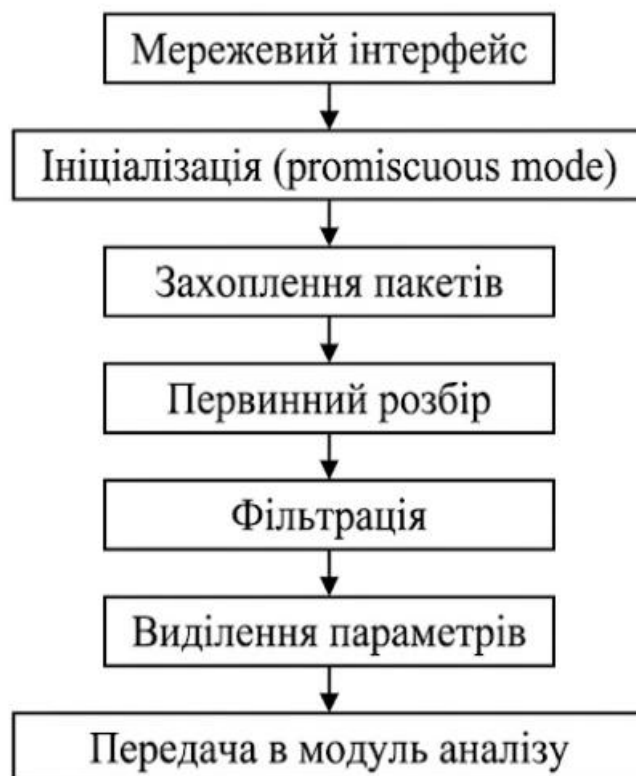 Мережевий інтерфейс
Ініціалізація (promiscuous mode)
Захоплення пакетів
Первинний розбір
Фільтрація
Виділення параметрів
Передача в модуль аналізу